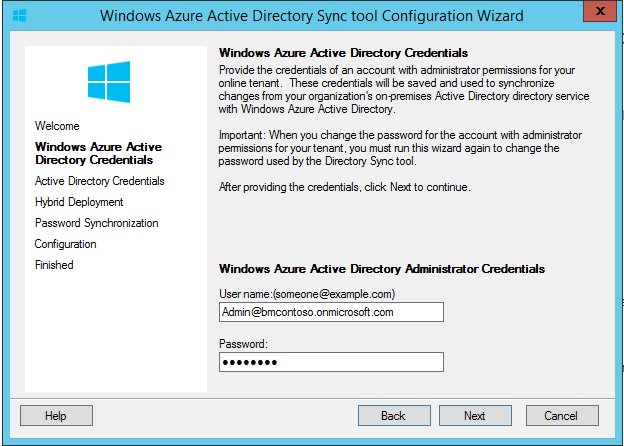 Windows Azure Active Directory Sync tool Configuration Wizard
x
Welcome
Windows Azure Active
Directory Credentials
Active Directory Credentials
Hybrid Deployment
Password Synchronization
Configuration
Finished
Windows Azure Active Directory Credentials
Provide the credentials of an account with administrator permissions for your
online tenant. These credentials will be saved and used to synchronize
changes from your organization's on-premises Active Directory directory service
with Windows Azure Active Directory.
Important: When you change the password for the account with administrator
permissions for your tenant, you must run this wizard again to change the
password used by the Directory Sync tool.
After providing the credentials, click Next to continue.
Windows Azure Active Directory Administrator Credentials
User name:(someone@example.com)
Admin@bmcontoso.onmicrosoft.com
Password:
●●●●●●●●
Help
Back
Next
Cancel